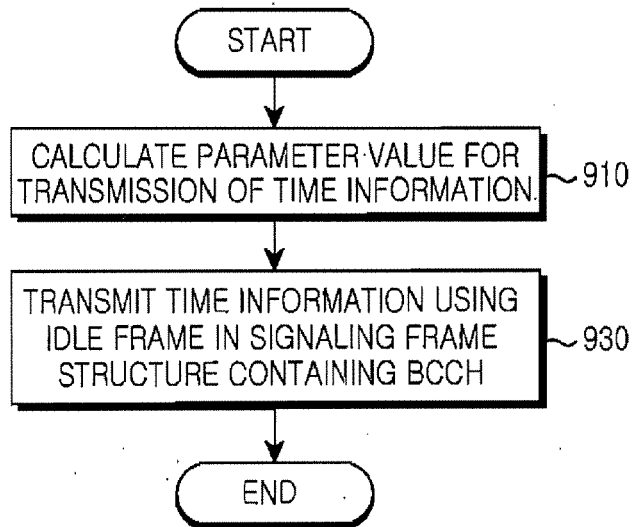 START
CALCULATE PARAMETER VALUE FOR
TRANSMISSION OF TIME INFORMATION.
910
TRANSMIT TIME INFORMATION USING
IDLE FRAME IN SIGNALING FRAME
STRUCTURE CONTAINING BCCH
930
END